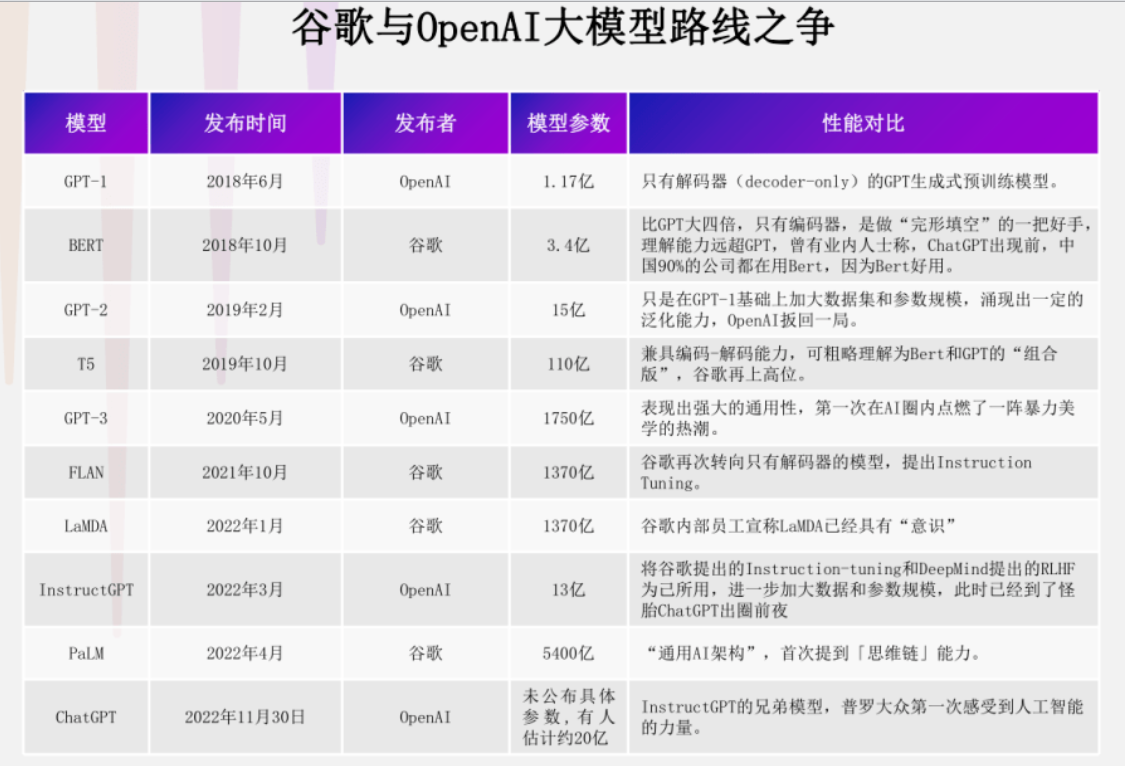 谷歌与OpenAI大模型路线之争
模型 发布时间 发布者 模型参数 性能对比
GPT-1 2018年6月 OpenAI 1.17亿 只有解码器（decoder-only）的GPT生成式预训练模型。
BERT 2018年10月 谷歌 3.4亿 比GPT大四倍，只有编码器，是做“完形填空”的一把好手，
理解能力远超GPT，曾有业内人士称，ChatGPT出现前，中
国90%的公司都在用Bert，因为Bert好用。
GPT-2 2019年2月 OpenAI 15亿 只是在GPT-1基础上加大数据集和参数规模，涌现出一定的
泛化能力，OpenAI扳回一局。
T5 2019年10月 谷歌 110亿 兼具编码-解码能力，可粗略理解为Bert和GPT的“组合
版”，谷歌再上高位。
GPT-3 2020年5月 OpenAI 1750亿 表现出强大的通用性，第一次在AI圈内点燃了一阵暴力美
学的热潮。
FLAN 2021年10月 谷歌 1370亿 谷歌再次转向只有解码器的模型，提出Instruction
Tuning。
LaMDA 2022年1月 谷歌 1370亿 谷歌内部员工宣称LaMDA已经具有“意识”
InstructGPT 2022年3月 OpenAI 13亿 将谷歌提出的Instruction-tuning和DeepMind提出的RLHF
为己所用，进一步加大数据和参数规模，此时已经到了怪
胎ChatGPT出圈前夜
PaLM 2022年4月 谷歌 5400亿 “通用AI架构”，首次提到「思维链」能力。
ChatGPT 2022年11月30日 OpenAI 未公布具体
参数，有人
估计约20亿
InstructGPT的兄弟模型，普罗大众第一次感受到人工智能
的力量。